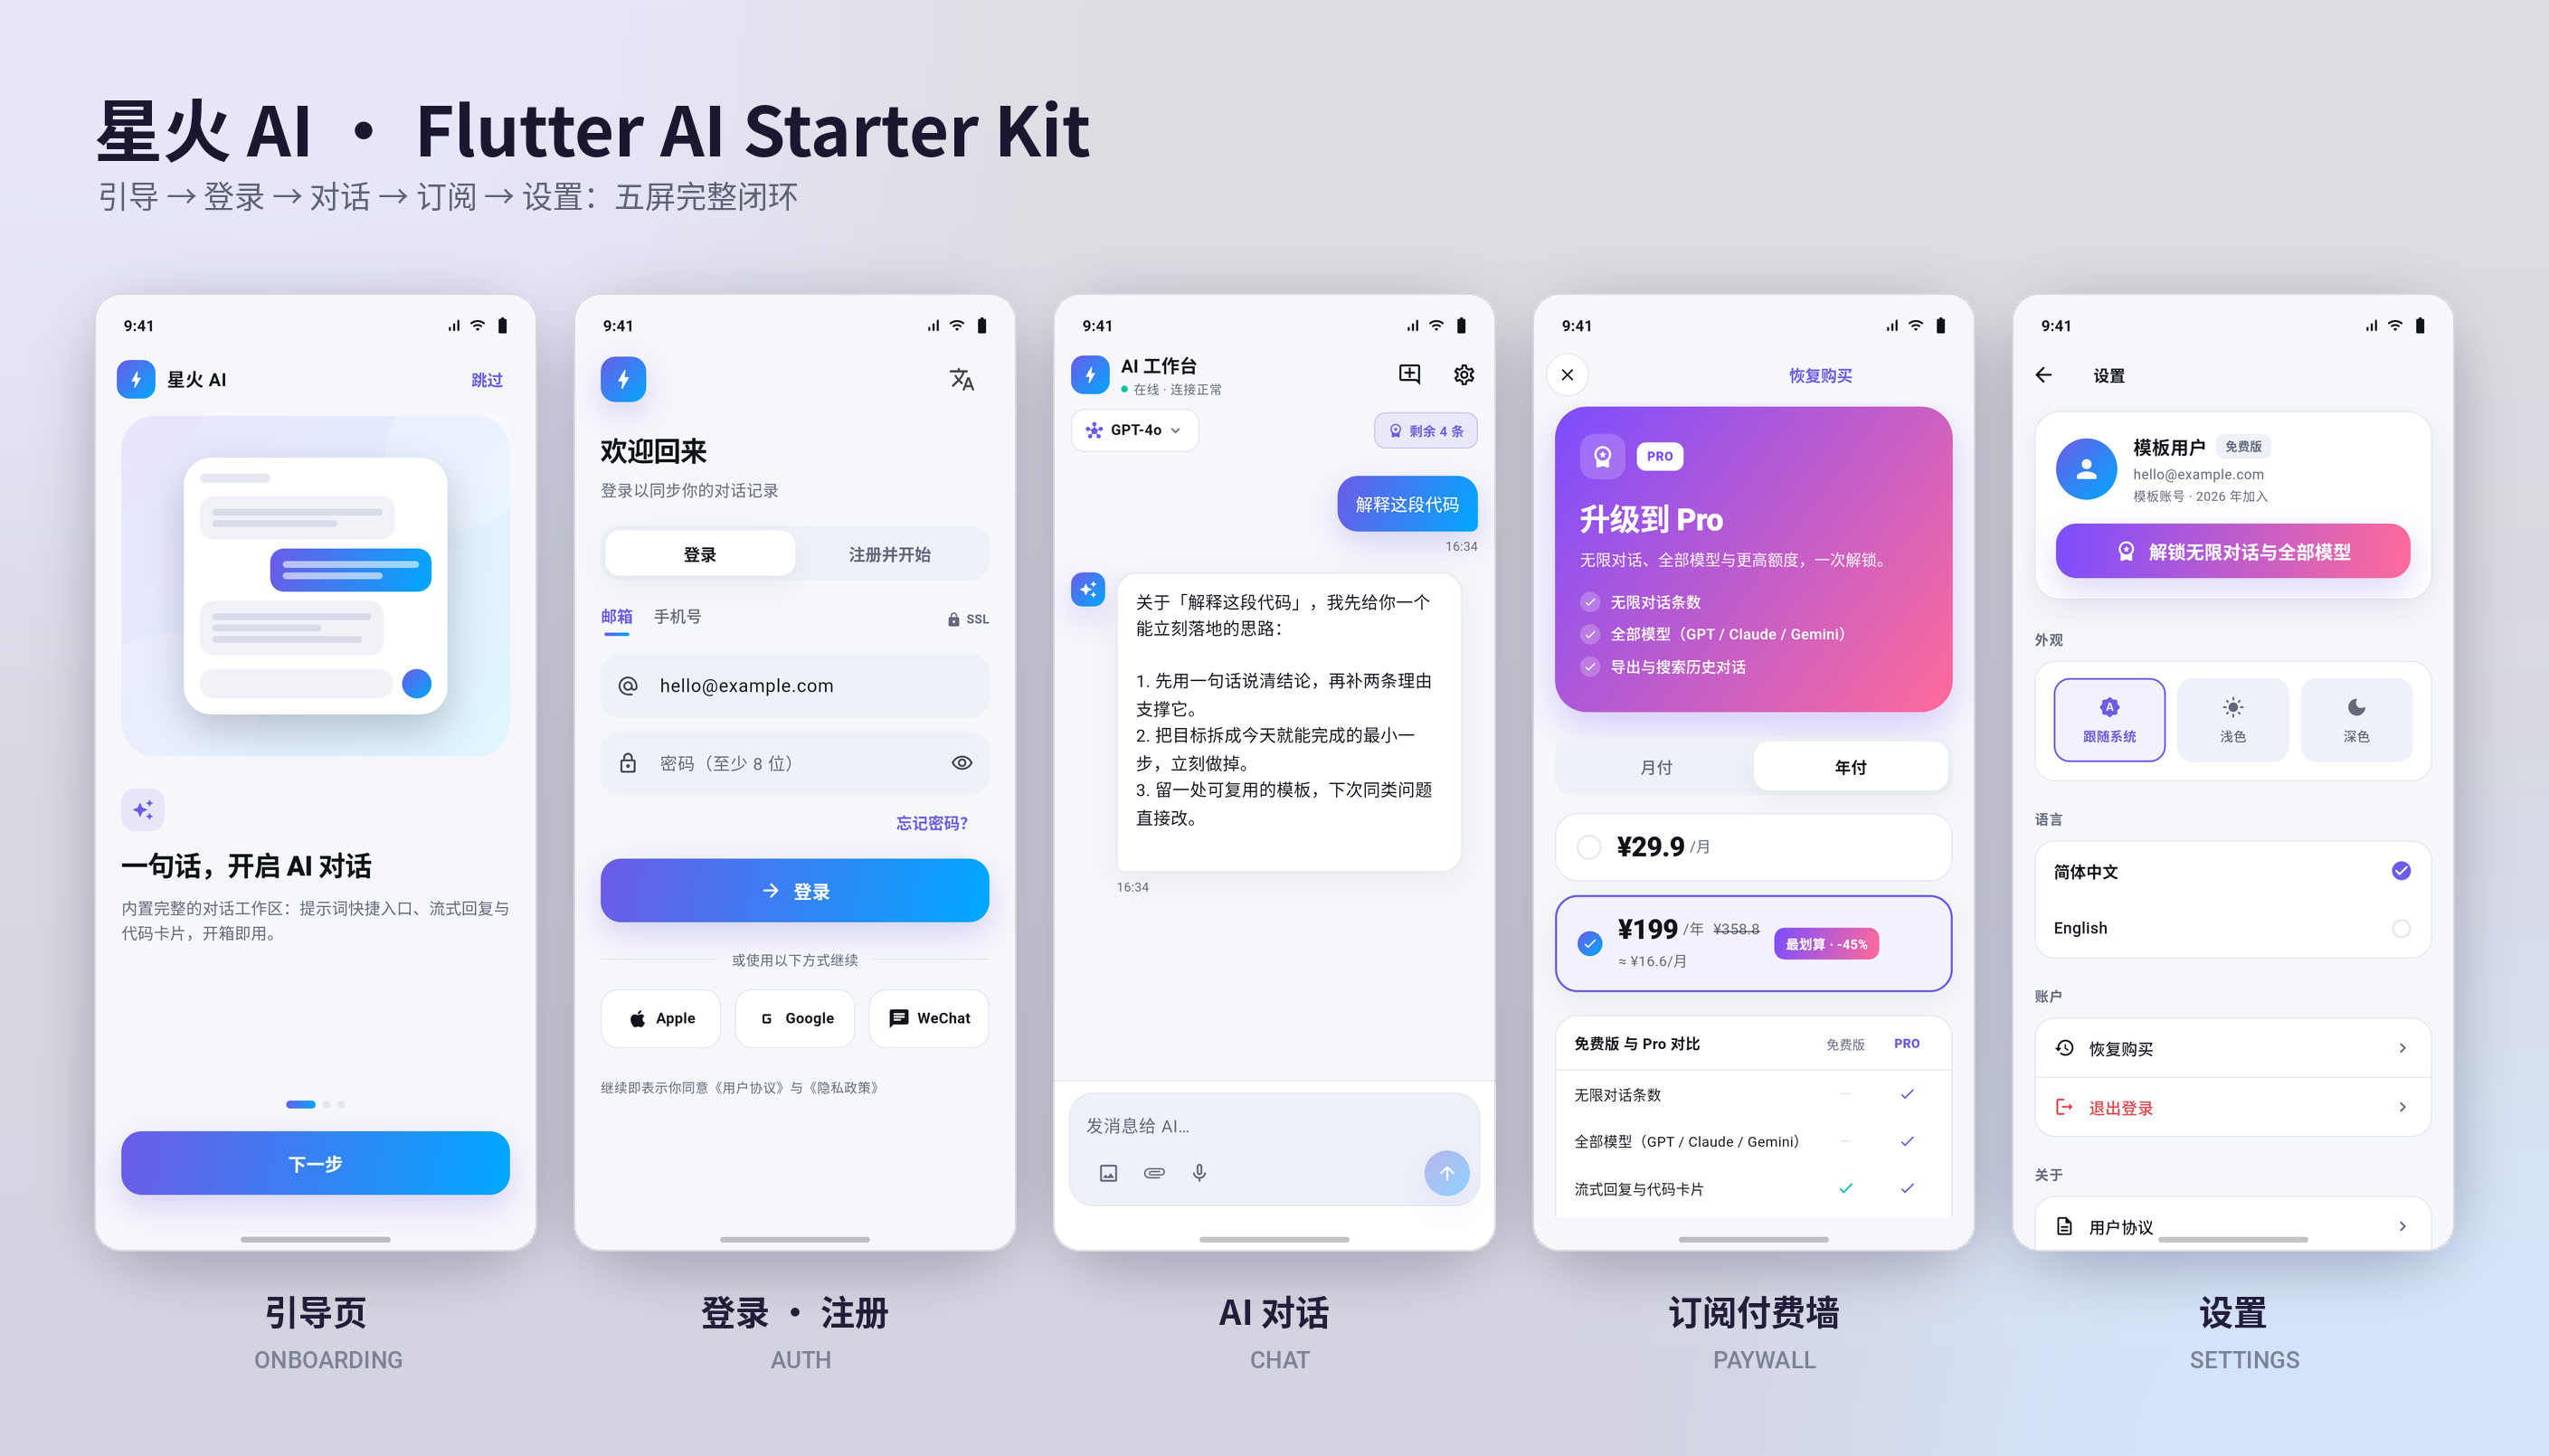 星火 AI · Flutter AI Starter Kit
引导 → 登录 → 对话 → 订阅 → 设置：五屏完整闭环
9:41
星火 AI
跳过
一句话，开启 AI 对话
内置完整的对话工作区：提示词快捷入口、流式回复与
代码卡片，开箱即用。
下一步
引导页
ONBOARDING
9:41
欢迎回来
登录以同步你的对话记录
登录
注册并开始
邮箱
手机号
SSL
hello@example.com
密码（至少 8 位）
忘记密码？
登录
或使用以下方式继续
Apple
Google
WeChat
继续即表示你同意《用户协议》与《隐私政策》
登录 · 注册
AUTH
9:41
AI 工作台
在线 · 连接正常
GPT-4o
剩余 4 条
解释这段代码
16:34
关于「解释这段代码」，我先给你一个
能立刻落地的思路：
1. 先用一句话说清结论，再补两条理由
支撑它。
2. 把目标拆成今天就能完成的最小一
步，立刻做掉。
3. 留一处可复用的模板，下次同类问题
直接改。
16:34
发消息给 AI…
AI 对话
CHAT
9:41
恢复购买
PRO
升级到 Pro
无限对话、全部模型与更高额度，一次解锁。
无限对话条数
全部模型（GPT / Claude / Gemini）
导出与搜索历史对话
月付
年付
¥29.9 /月
¥199 /年 ¥358.8
≈ ¥16.6/月
最划算 · -45%
免费版 与 Pro 对比
免费版
PRO
无限对话条数
全部模型（GPT / Claude / Gemini）
流式回复与代码卡片
订阅付费墙
PAYWALL
9:41
设置
模板用户
免费版
hello@example.com
模板账号 · 2026 年加入
解锁无限对话与全部模型
外观
A
跟随系统
浅色
深色
语言
简体中文
English
账户
恢复购买
退出登录
关于
用户协议
设置
SETTINGS